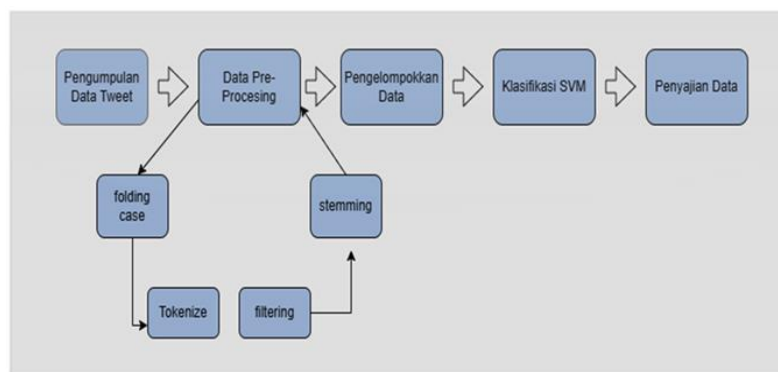 Pengumpulan
Data Tweet
Data Pre-
Procesing
Pengelompokkan
Data
Klasifikasi SVM
Penyajian Data
folding
case
stemming
Tokenize
filtering